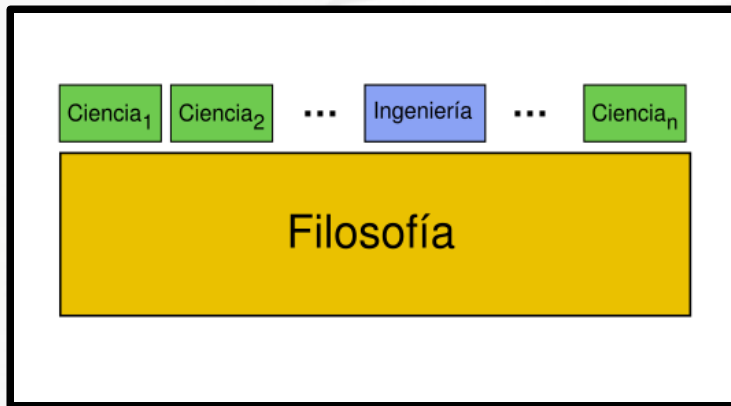 Ciencia₁ Ciencia₂ ... Ingeniería ... Cienciaₙ
Filosofía